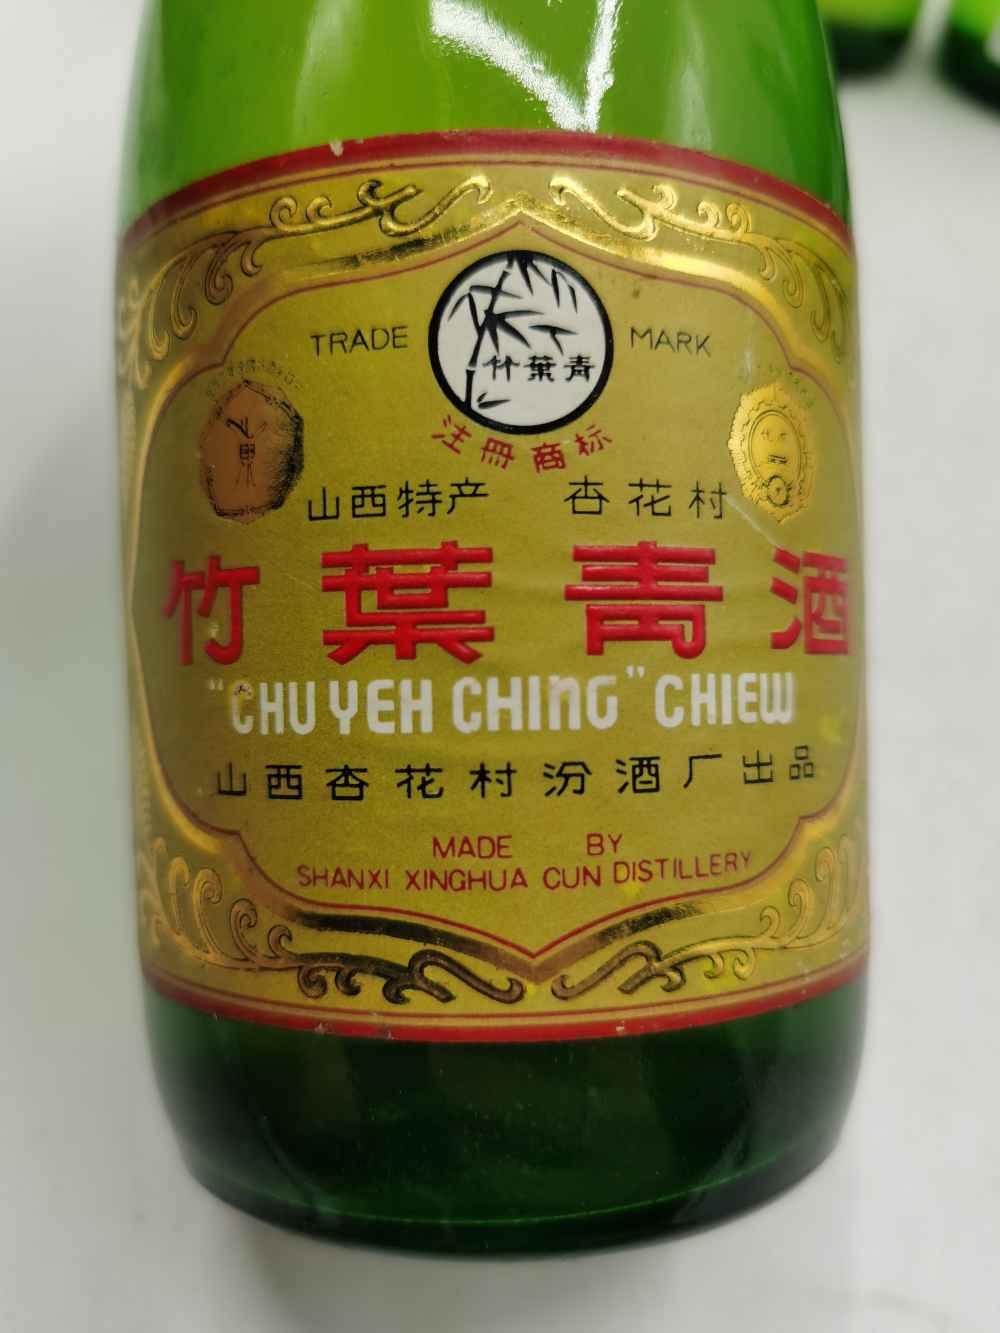 竹葉青
TRADE MARK
注冊商标
山西特产 杏花村
竹葉青酒
"CHU YEH CHING" CHIEW
山西杏花村汾酒厂出品
MADE BY
SHANXI XINGHUA CUN DISTILLERY